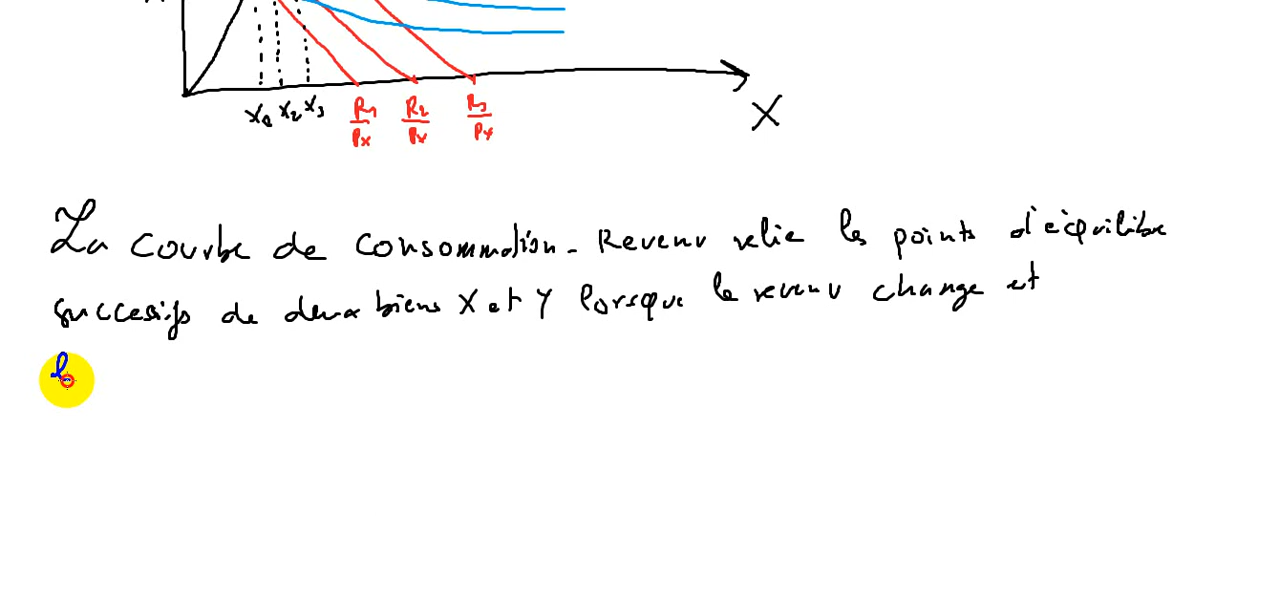 X₁ X₂ X₃ R₁/Px R₂/Px R₃/Px
X
La courbe de consommation - Revenu relie les points d'équilibre
succesifs de deux biens X et Y lorsque le revenu change et
l